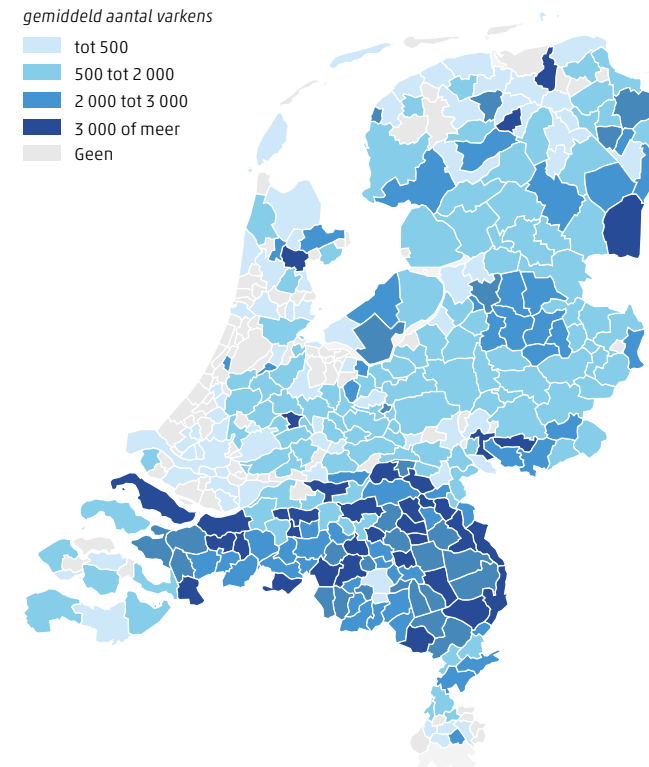 gemiddeld aantal varkens
tot 500
500 tot 2 000
2 000 tot 3 000
3 000 of meer
Geen